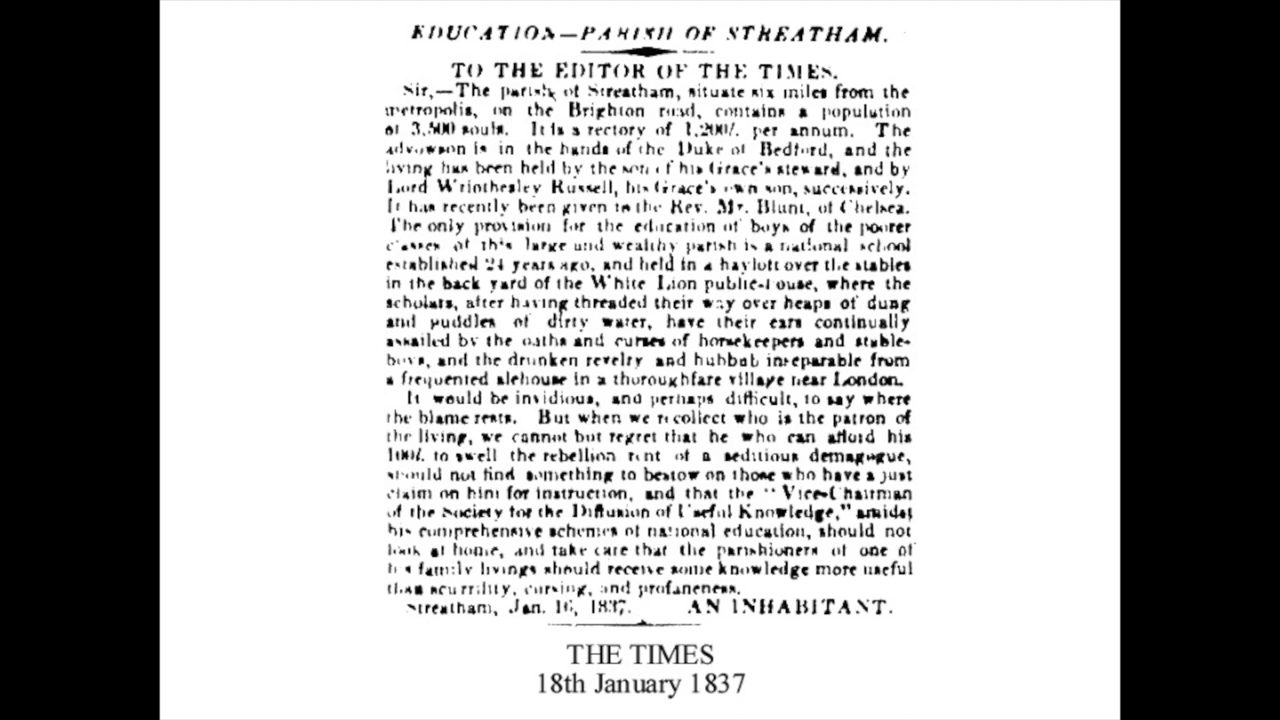 EDUCATION—PARISH OF STREATHAM.
TO THE EDITOR OF THE TIMES.
Sir,—The parish of Streatham, situate six miles from the
metropolis, on the Brighton road, contains a population
of 3,500 souls. It is a rectory of 1,200l. per annum. The
advowson is in the hands of the Duke of Bedford, and the
living has been held by the son of his Grace's steward, and by
Lord Wriothesley Russell, his Grace's own son, successively.
It has recently been given to the Rev. Mr. Blunt, of Chelsea.
The only provision for the education of boys of the poorer
classes of this large and wealthy parish is a national school
established 24 years ago, and held in a hayloft over the stables
in the back yard of the White Lion public-house, where the
scholars, after having threaded their way over heaps of dung
and puddles of dirty water, have their ears continually
assailed by the oaths and curses of horsekeepers and stable-
boys, and the drunken revelry and hubbub inseparable from
a frequented alehouse in a thoroughfare village near London.
It would be invidious, and perhaps difficult, to say where
the blame rests. But when we recollect who is the patron of
the living, we cannot but regret that he who can afford his
100l. to swell the rebellion rent of a seditious demagogue,
should not find something to bestow on those who have a just
claim on him for instruction, and that the "Vice-Chairman
of the Society for the Diffusion of Useful Knowledge," amidst
his comprehensive schemes of national education, should not
look at home, and take care that the parishioners of one of
his family livings should receive some knowledge more useful
than scurrility, cursing, and profaneness.
Streatham, Jan. 16, 1837. AN INHABITANT.
THE TIMES
18th January 1837